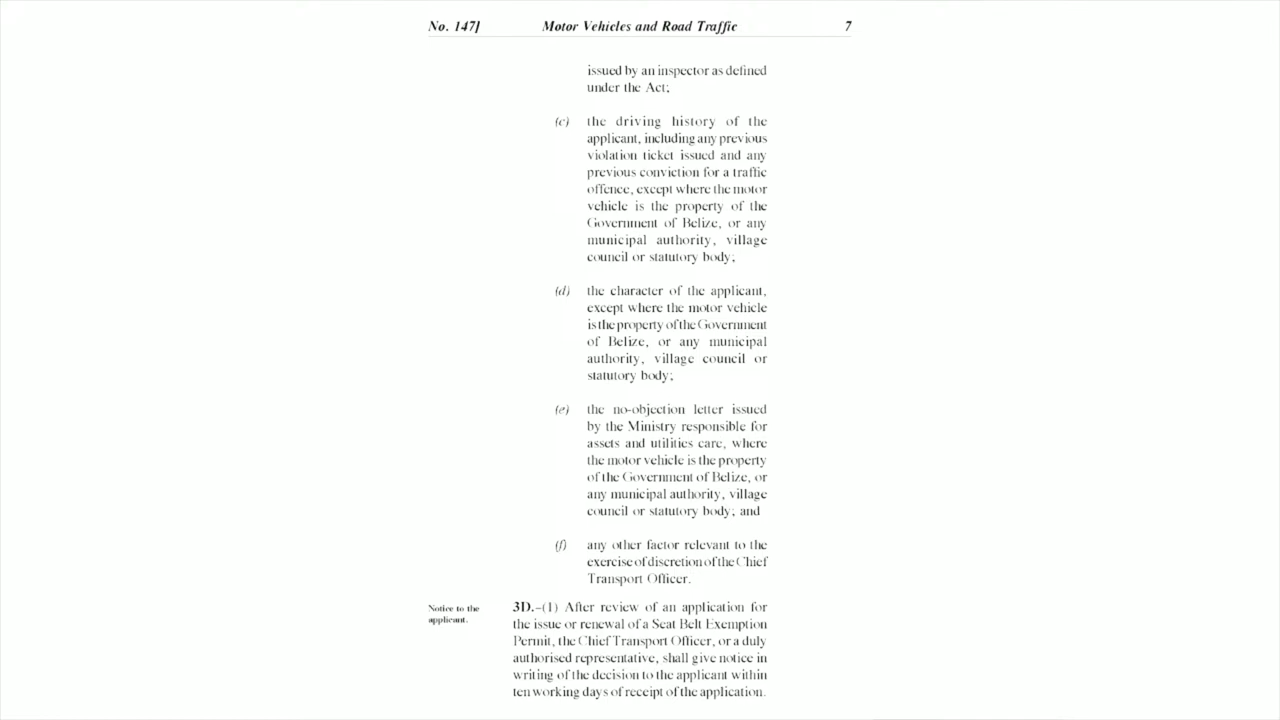 No. 147] Motor Vehicles and Road Traffic 7
issued by an inspector as defined
under the Act;
(c) the driving history of the
applicant, including any previous
violation ticket issued and any
previous conviction for a traffic
offence, except where the motor
vehicle is the property of the
Government of Belize, or any
municipal authority, village
council or statutory body;
(d) the character of the applicant,
except where the motor vehicle
is the property of the Government
of Belize, or any municipal
authority, village council or
statutory body;
(e) the no-objection letter issued
by the Ministry responsible for
assets and utilities care, where
the motor vehicle is the property
of the Government of Belize, or
any municipal authority, village
council or statutory body; and
(f) any other factor relevant to the
exercise of discretion of the Chief
Transport Officer.
Notice to the
applicant.
3D.–(1) After review of an application for
the issue or renewal of a Seat Belt Exemption
Permit, the Chief Transport Officer, or a duly
authorised representative, shall give notice in
writing of the decision to the applicant within
ten working days of receipt of the application.